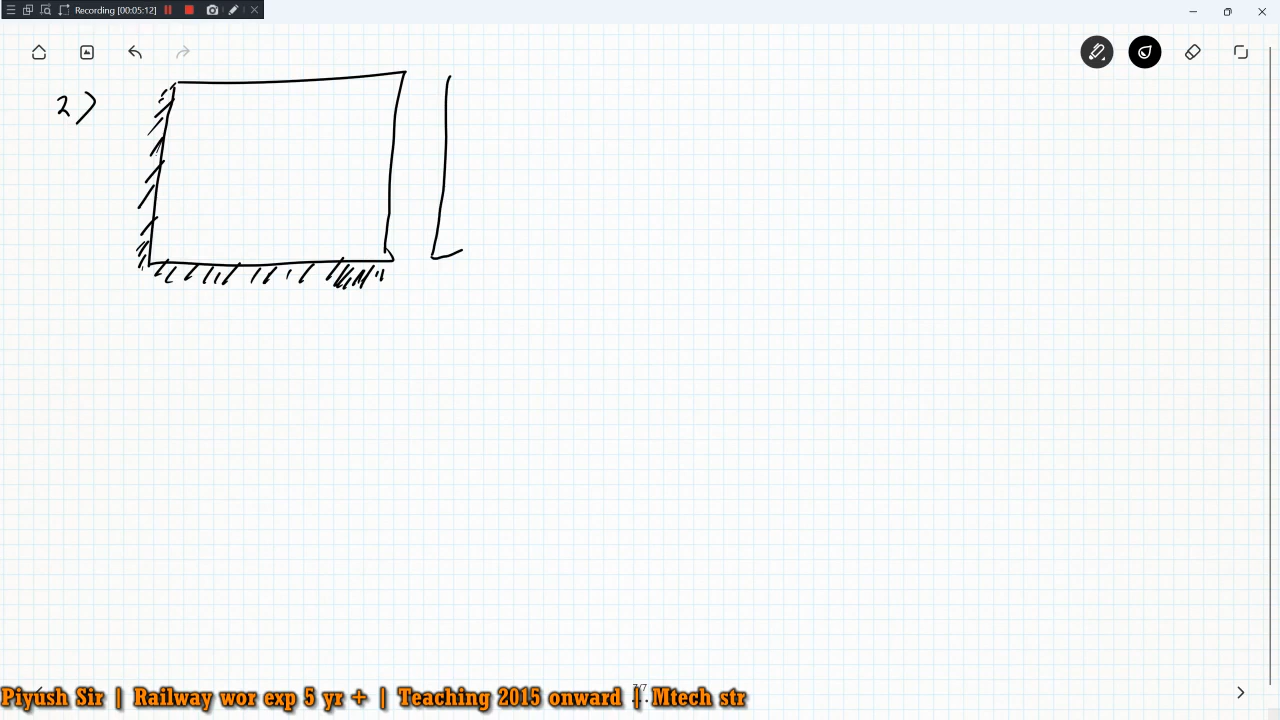 Recording [00:05:12]
2)
Piyush Sir | Railway wor exp 5 yr + | Teaching 2015 onward | Mtech str